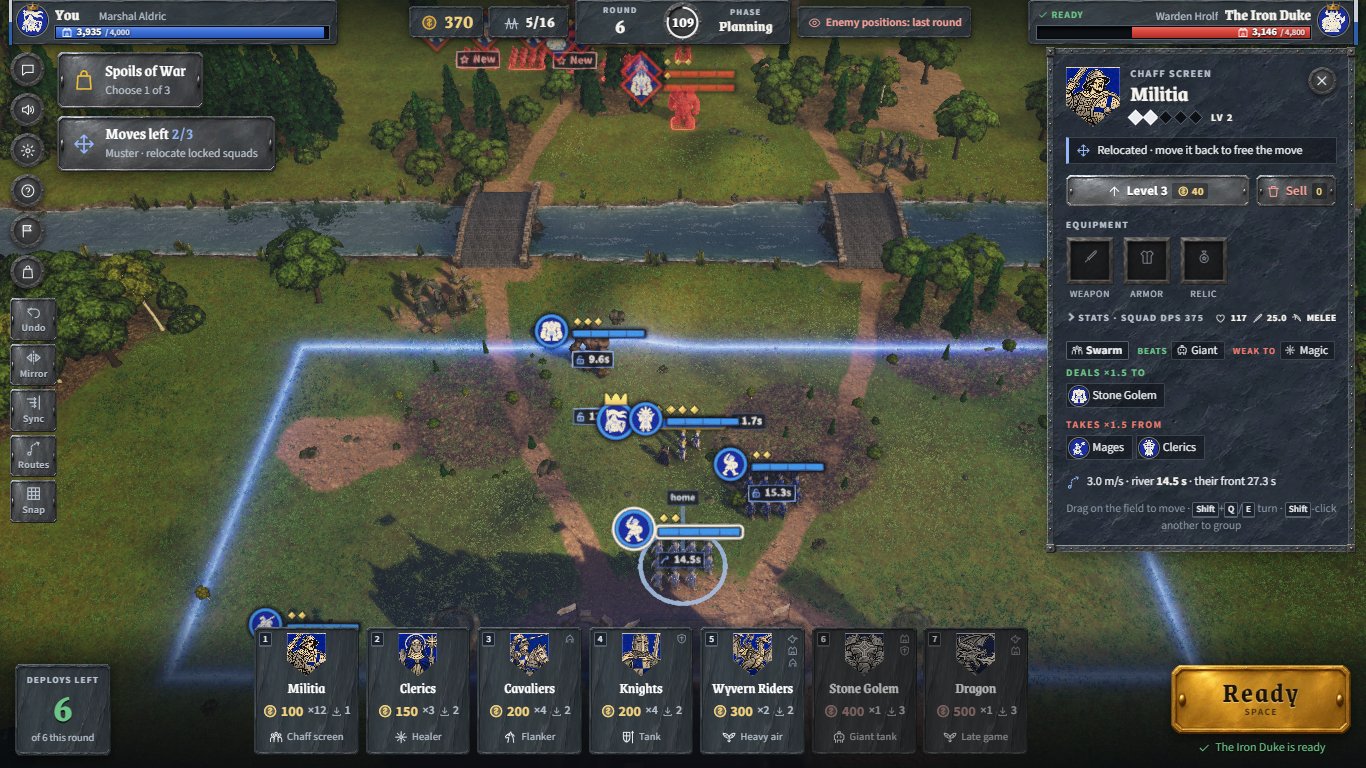 You Marshal Aldric
3,935 / 4,000
370
5/16
ROUND
6
109
PHASE
Planning
Enemy positions: last round
READY
Warden Hrolf The Iron Duke
3,146 / 4,800
Spoils of War
Choose 1 of 3
Moves left 2/3
Muster · relocate locked squads
New
New
Undo
Mirror
Sync
Routes
Snap
9.6s
1.7s
15.3s
home
14.5s
CHAFF SCREEN
Militia
LV 2
Relocated · move it back to free the move
Level 3 40
Sell 0
EQUIPMENT
WEAPON ARMOR RELIC
STATS · SQUAD DPS 375 117 25.0 MELEE
Swarm BEATS Giant WEAK TO Magic
DEALS ×1.5 TO
Stone Golem
TAKES ×1.5 FROM
Mages Clerics
3.0 m/s · river 14.5 s · their front 27.3 s
Drag on the field to move · Shift+Q/E turn · Shift-click
another to group
DEPLOYS LEFT
6
of 6 this round
1
Militia
100 ×12 1
Chaff screen
2
Clerics
150 ×3 2
Healer
3
Cavaliers
200 ×4 2
Flanker
4
Knights
200 ×4 2
Tank
5
Wyvern Riders
300 ×2 2
Heavy air
6
Stone Golem
400 ×1 3
Giant tank
7
Dragon
500 ×1 3
Late game
Ready
SPACE
The Iron Duke is ready